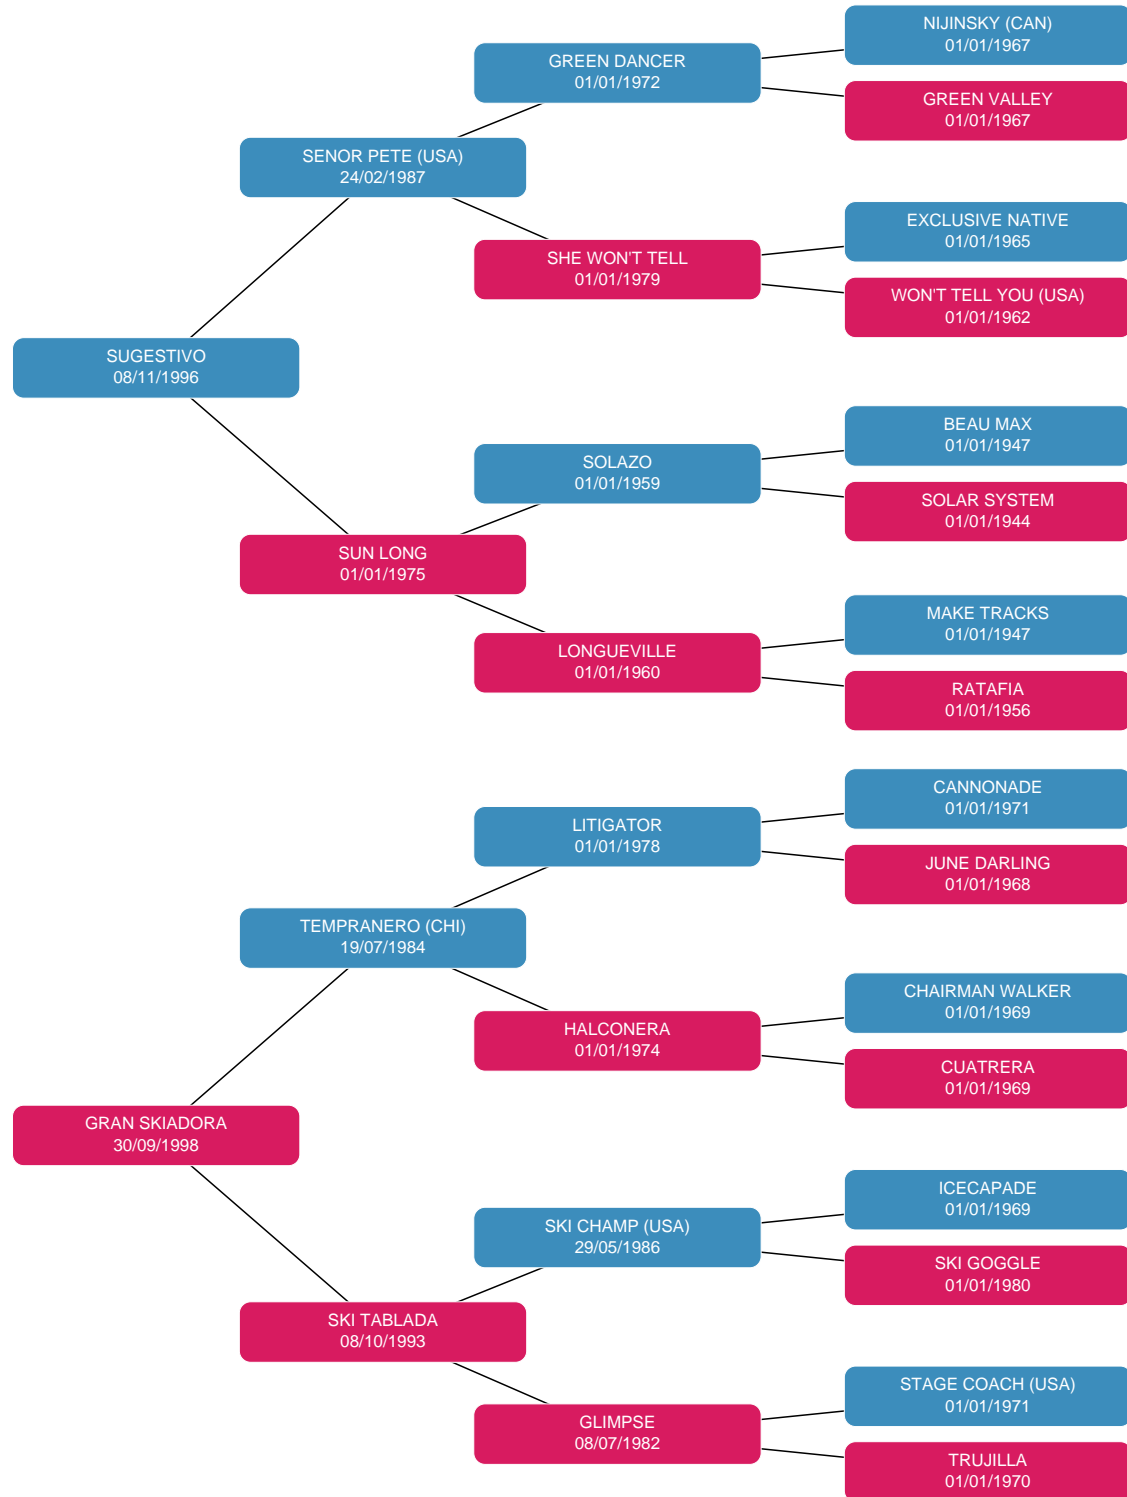 NIJINSKY (CAN)
01/01/1967
GREEN DANCER
01/01/1972
GREEN VALLEY
01/01/1967
SENOR PETE (USA)
24/02/1987
EXCLUSIVE NATIVE
01/01/1965
SHE WON'T TELL
01/01/1979
WON'T TELL YOU (USA)
01/01/1962
SUGESTIVO
08/11/1996
BEAU MAX
01/01/1947
SOLAZO
01/01/1959
SOLAR SYSTEM
01/01/1944
SUN LONG
01/01/1975
MAKE TRACKS
01/01/1947
LONGUEVILLE
01/01/1960
RATAFIA
01/01/1956
CANNONADE
01/01/1971
LITIGATOR
01/01/1978
JUNE DARLING
01/01/1968
TEMPRANERO (CHI)
19/07/1984
CHAIRMAN WALKER
01/01/1969
HALCONERA
01/01/1974
CUATRERA
01/01/1969
GRAN SKIADORA
30/09/1998
ICECAPADE
01/01/1969
SKI CHAMP (USA)
29/05/1986
SKI GOGGLE
01/01/1980
SKI TABLADA
08/10/1993
STAGE COACH (USA)
01/01/1971
GLIMPSE
08/07/1982
TRUJILLA
01/01/1970